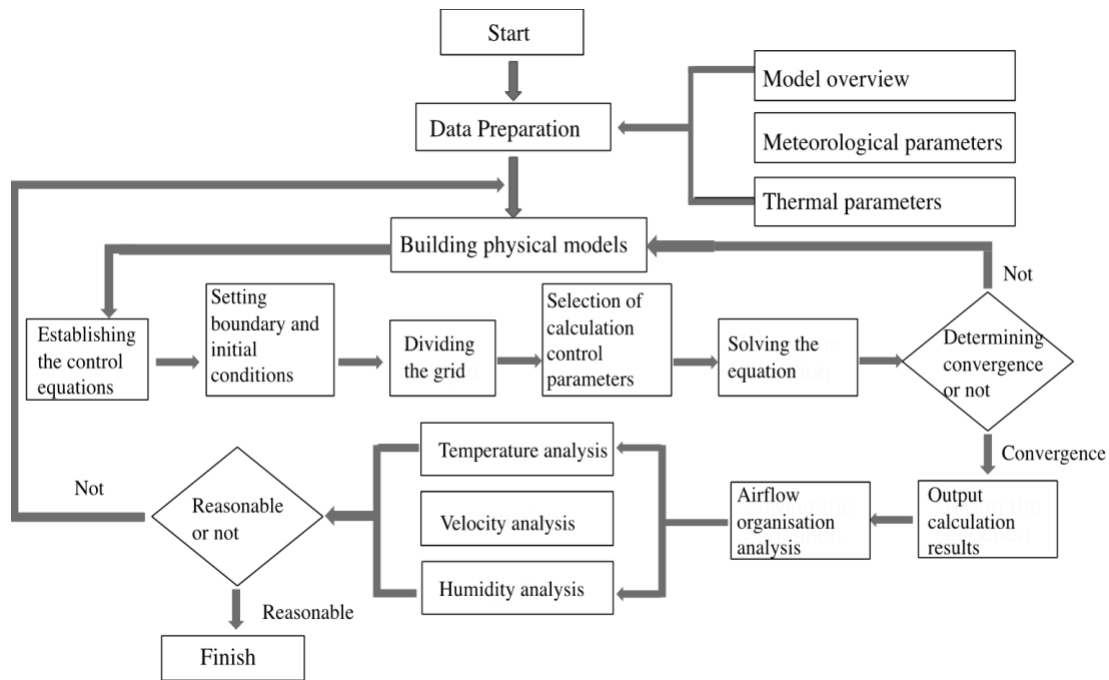 Start
Data Preparation
Model overview
Meteorological parameters
Thermal parameters
Building physical models
Not
Establishing
the control
equations
Setting
boundary and
initial
conditions
Dividing
the grid
Selection of
calculation
control
parameters
Solving the
equation
Determining
convergence
or not
Convergence
Output
calculation
results
Airflow
organisation
analysis
Temperature analysis
Velocity analysis
Humidity analysis
Reasonable
or not
Not
Reasonable
Finish